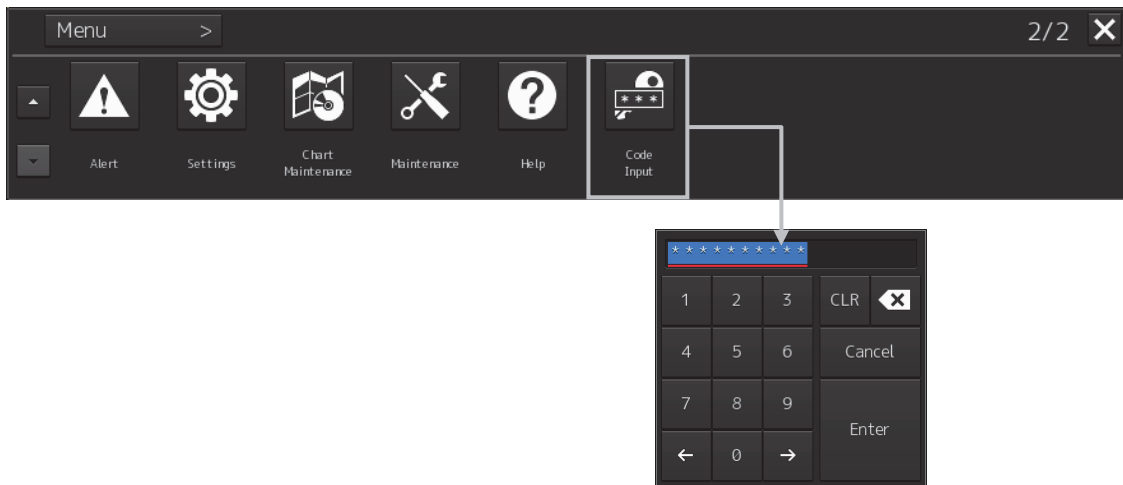 Menu >
2/2
***
Alert
Settings
Chart
Maintenance
Maintenance
Help
Code
Input
**********
1 2 3 CLR
4 5 6 Cancel
7 8 9
Enter
← 0 →